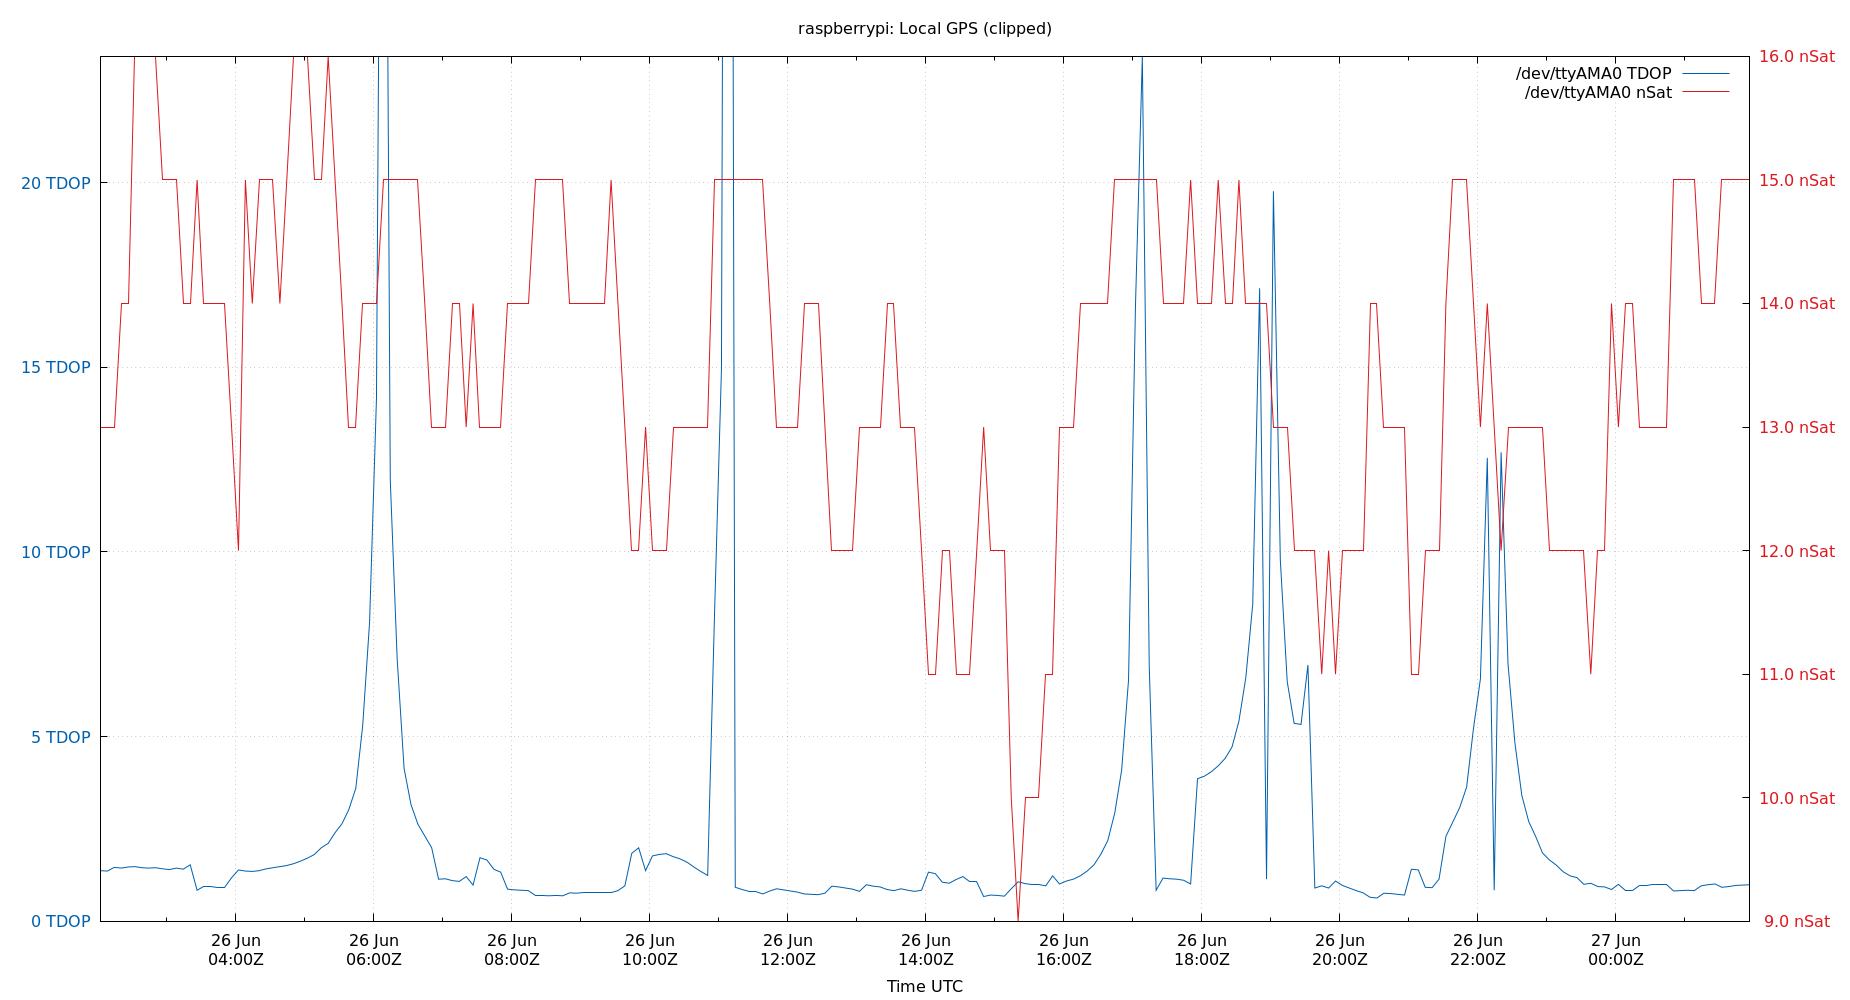 raspberrypi: Local GPS (clipped)
/dev/ttyAMA0 TDOP
/dev/ttyAMA0 nSat
20 TDOP
15 TDOP
10 TDOP
5 TDOP
0 TDOP
16.0 nSat
15.0 nSat
14.0 nSat
13.0 nSat
12.0 nSat
11.0 nSat
10.0 nSat
9.0 nSat
26 Jun
04:00Z
26 Jun
06:00Z
26 Jun
08:00Z
26 Jun
10:00Z
26 Jun
12:00Z
26 Jun
14:00Z
26 Jun
16:00Z
26 Jun
18:00Z
26 Jun
20:00Z
26 Jun
22:00Z
27 Jun
00:00Z
Time UTC